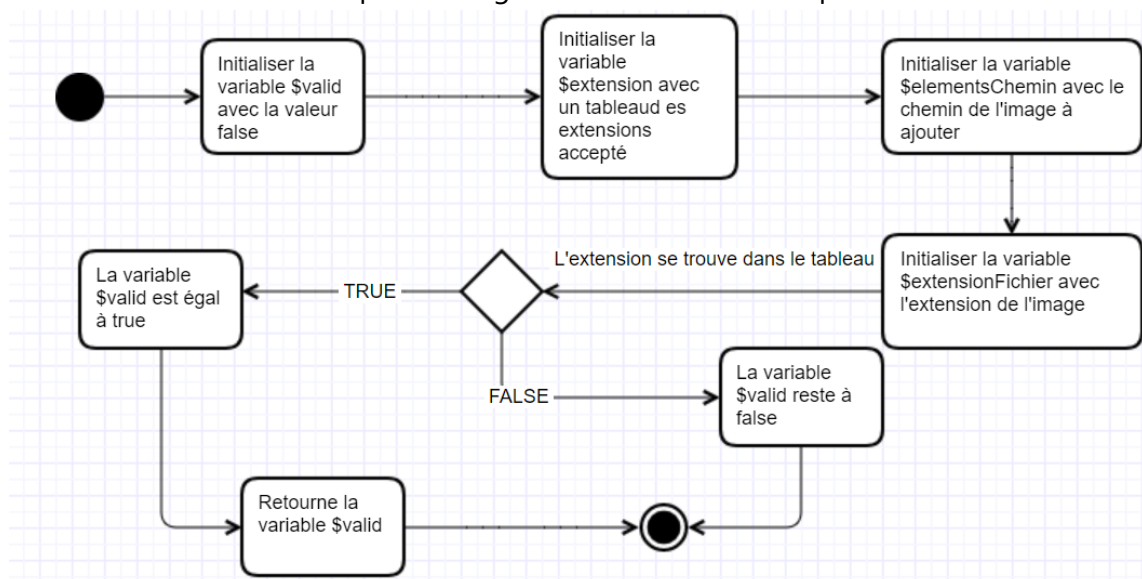 Initialiser la
variable $valid
avec la valeur
false
Initialiser la
variable
$extension avec
un tableaud es
extensions
accepté
Initialiser la variable
$elementsChemin avec le
chemin de l'image à
ajouter
Initialiser la variable
$extensionFichier avec
l'extension de l'image
L'extension se trouve dans le tableau
TRUE
La variable
$valid est égal
à true
FALSE
La variable
$valid reste à
false
Retourne la
variable $valid